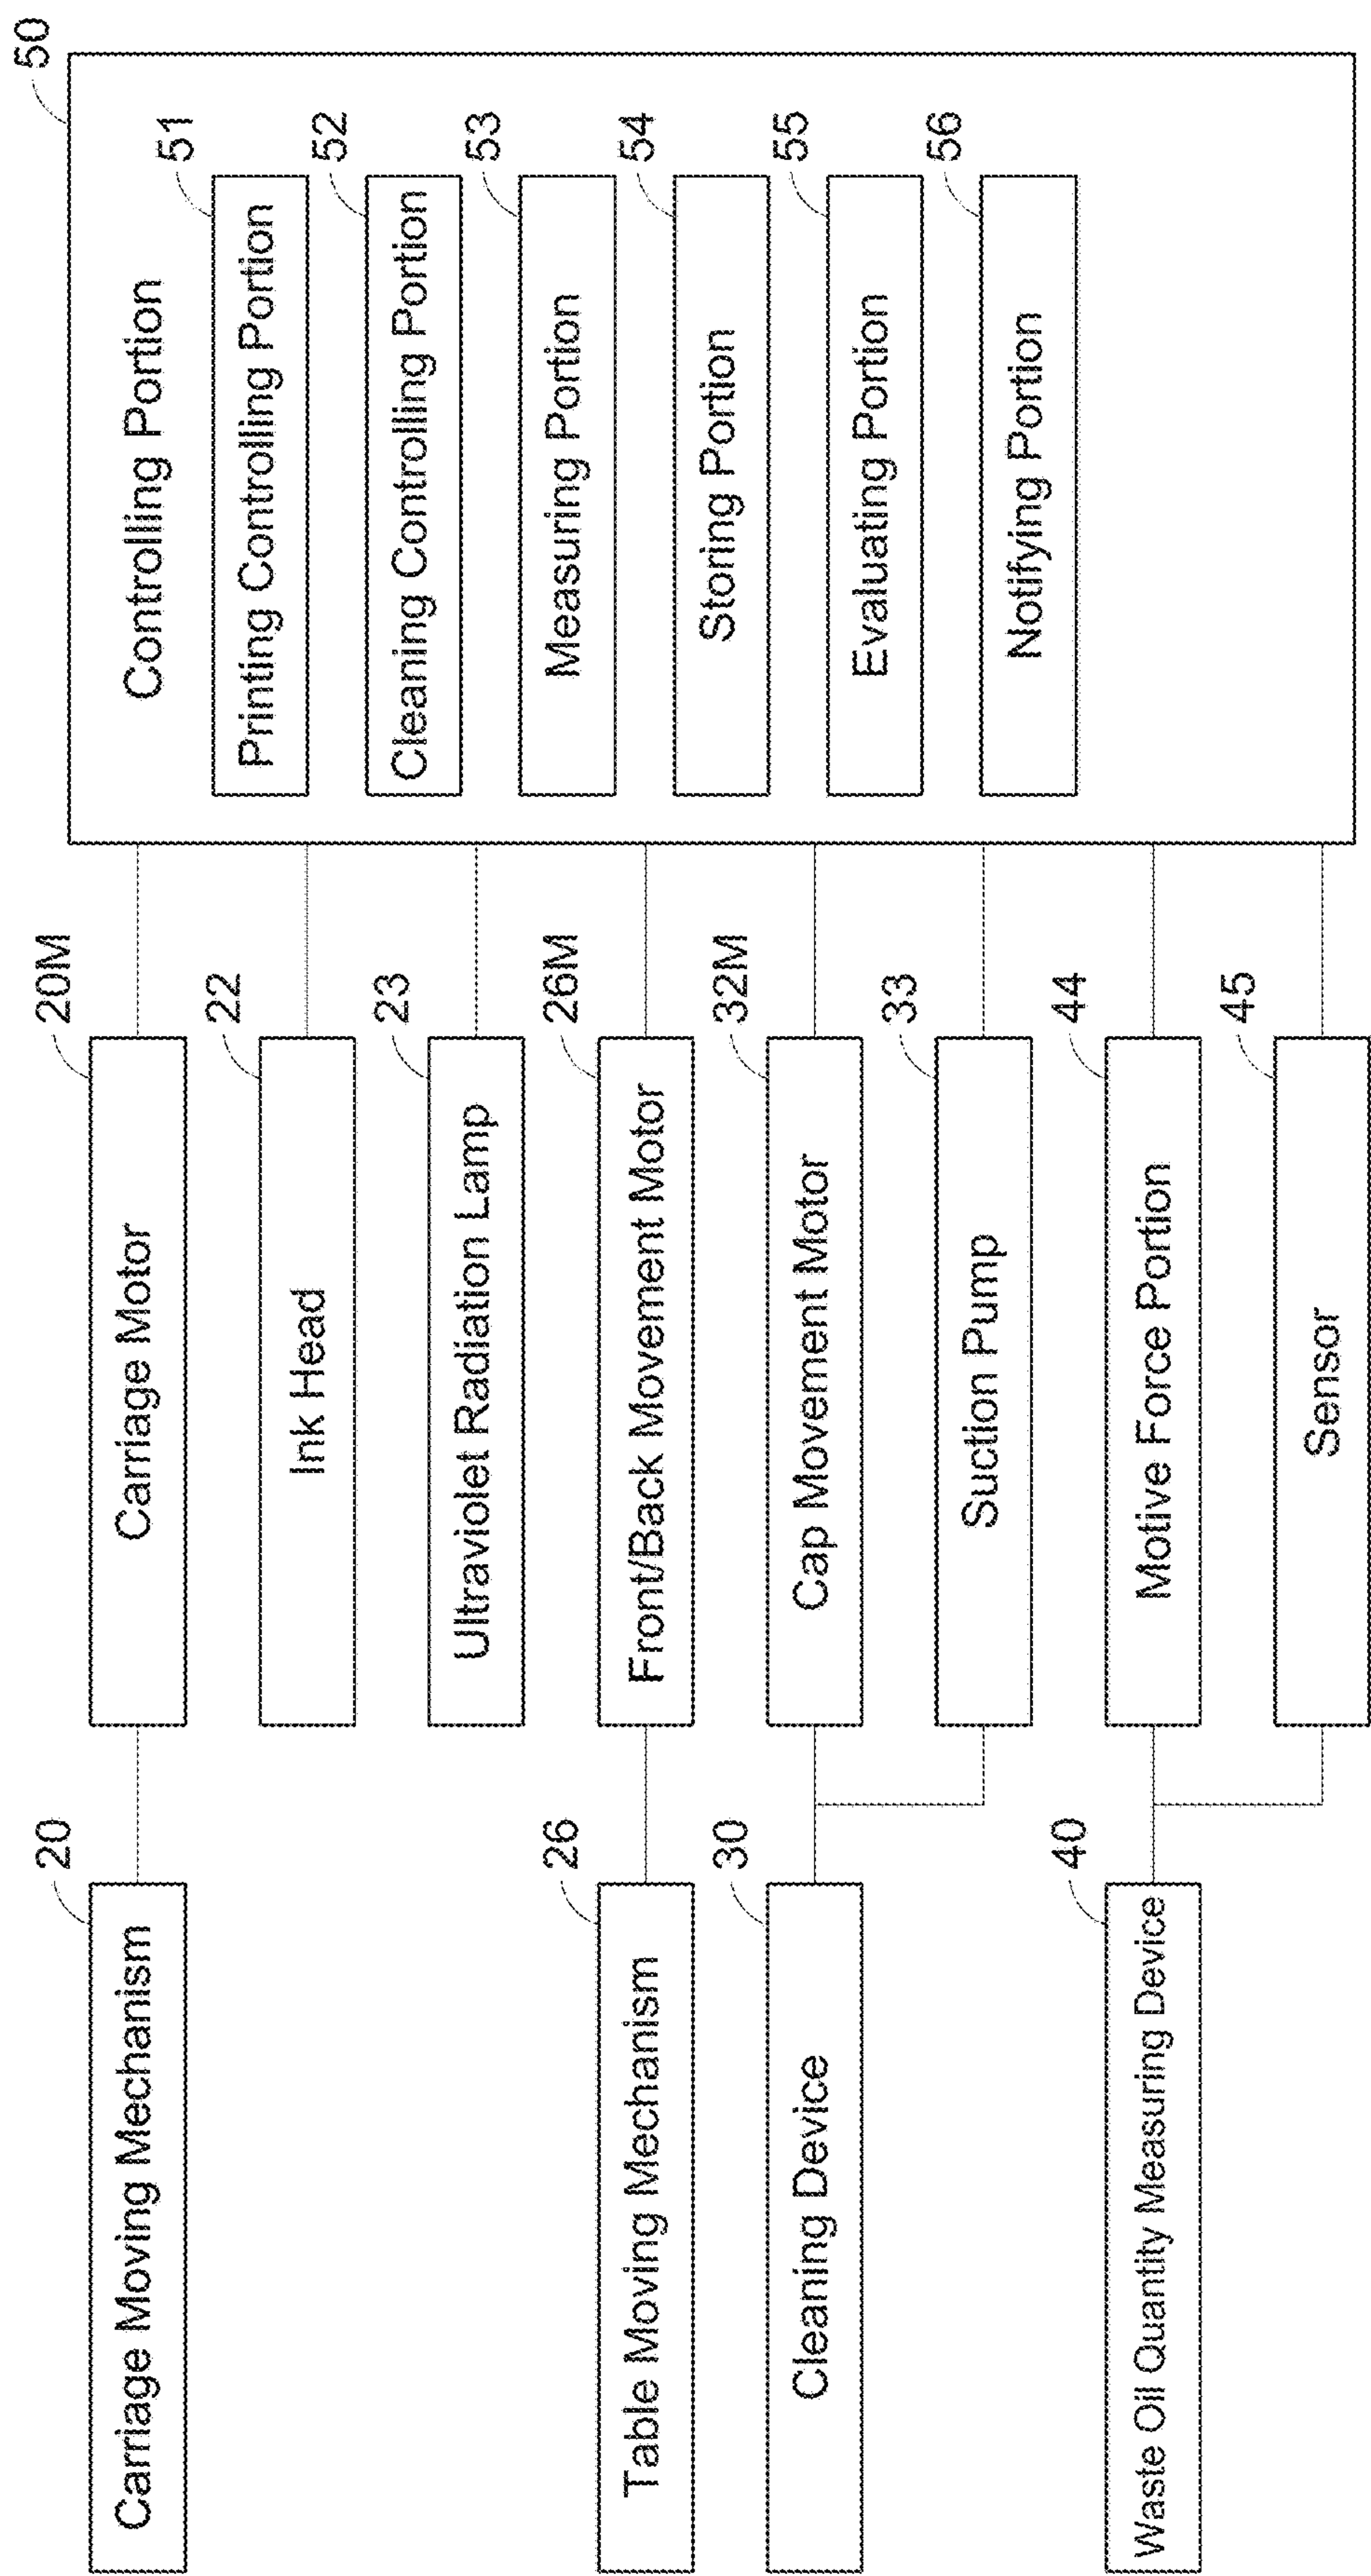 20
Carriage Moving Mechanism
26
Table Moving Mechanism
30
Cleaning Device
40
Waste Oil Quantity Measuring Device
20M
Carriage Motor
22
Ink Head
23
Ultraviolet Radiation Lamp
26M
Front/Back Movement Motor
32M
Cap Movement Motor
33
Suction Pump
44
Motive Force Portion
45
Sensor
50
Controlling Portion
51
Printing Controlling Portion
52
Cleaning Controlling Portion
53
Measuring Portion
54
Storing Portion
55
Evaluating Portion
56
Notifying Portion